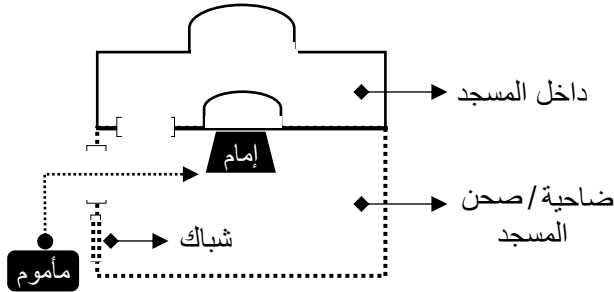 داخل المسجد
إمام
ضاحية / صحن
المسجد
شباك
مأموم